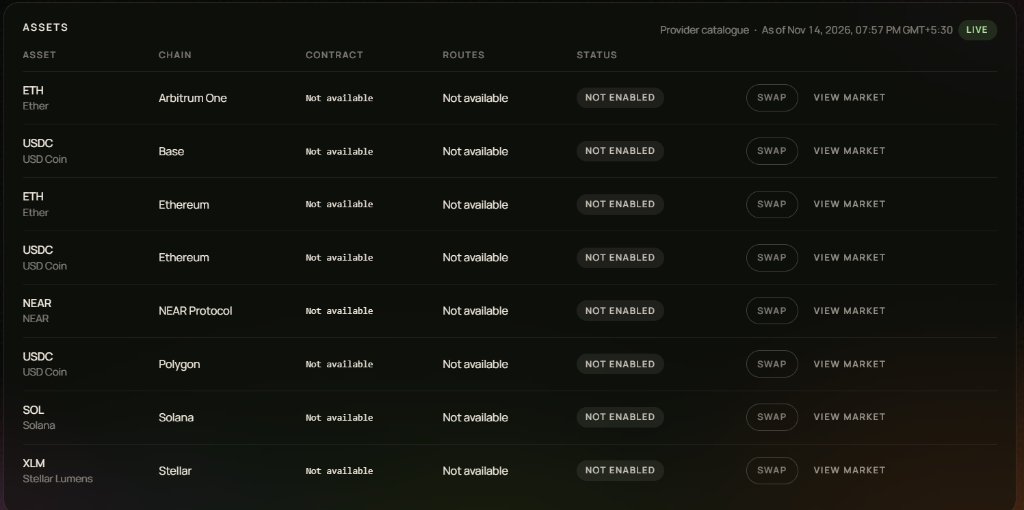 ASSETS
Provider catalogue · As of Nov 14, 2026, 07:57 PM GMT+5:30 LIVE
ASSET CHAIN CONTRACT ROUTES STATUS
ETH
Ether
Arbitrum One Not available Not available NOT ENABLED SWAP VIEW MARKET
USDC
USD Coin
Base Not available Not available NOT ENABLED SWAP VIEW MARKET
ETH
Ether
Ethereum Not available Not available NOT ENABLED SWAP VIEW MARKET
USDC
USD Coin
Ethereum Not available Not available NOT ENABLED SWAP VIEW MARKET
NEAR
NEAR
NEAR Protocol Not available Not available NOT ENABLED SWAP VIEW MARKET
USDC
USD Coin
Polygon Not available Not available NOT ENABLED SWAP VIEW MARKET
SOL
Solana
Solana Not available Not available NOT ENABLED SWAP VIEW MARKET
XLM
Stellar Lumens
Stellar Not available Not available NOT ENABLED SWAP VIEW MARKET